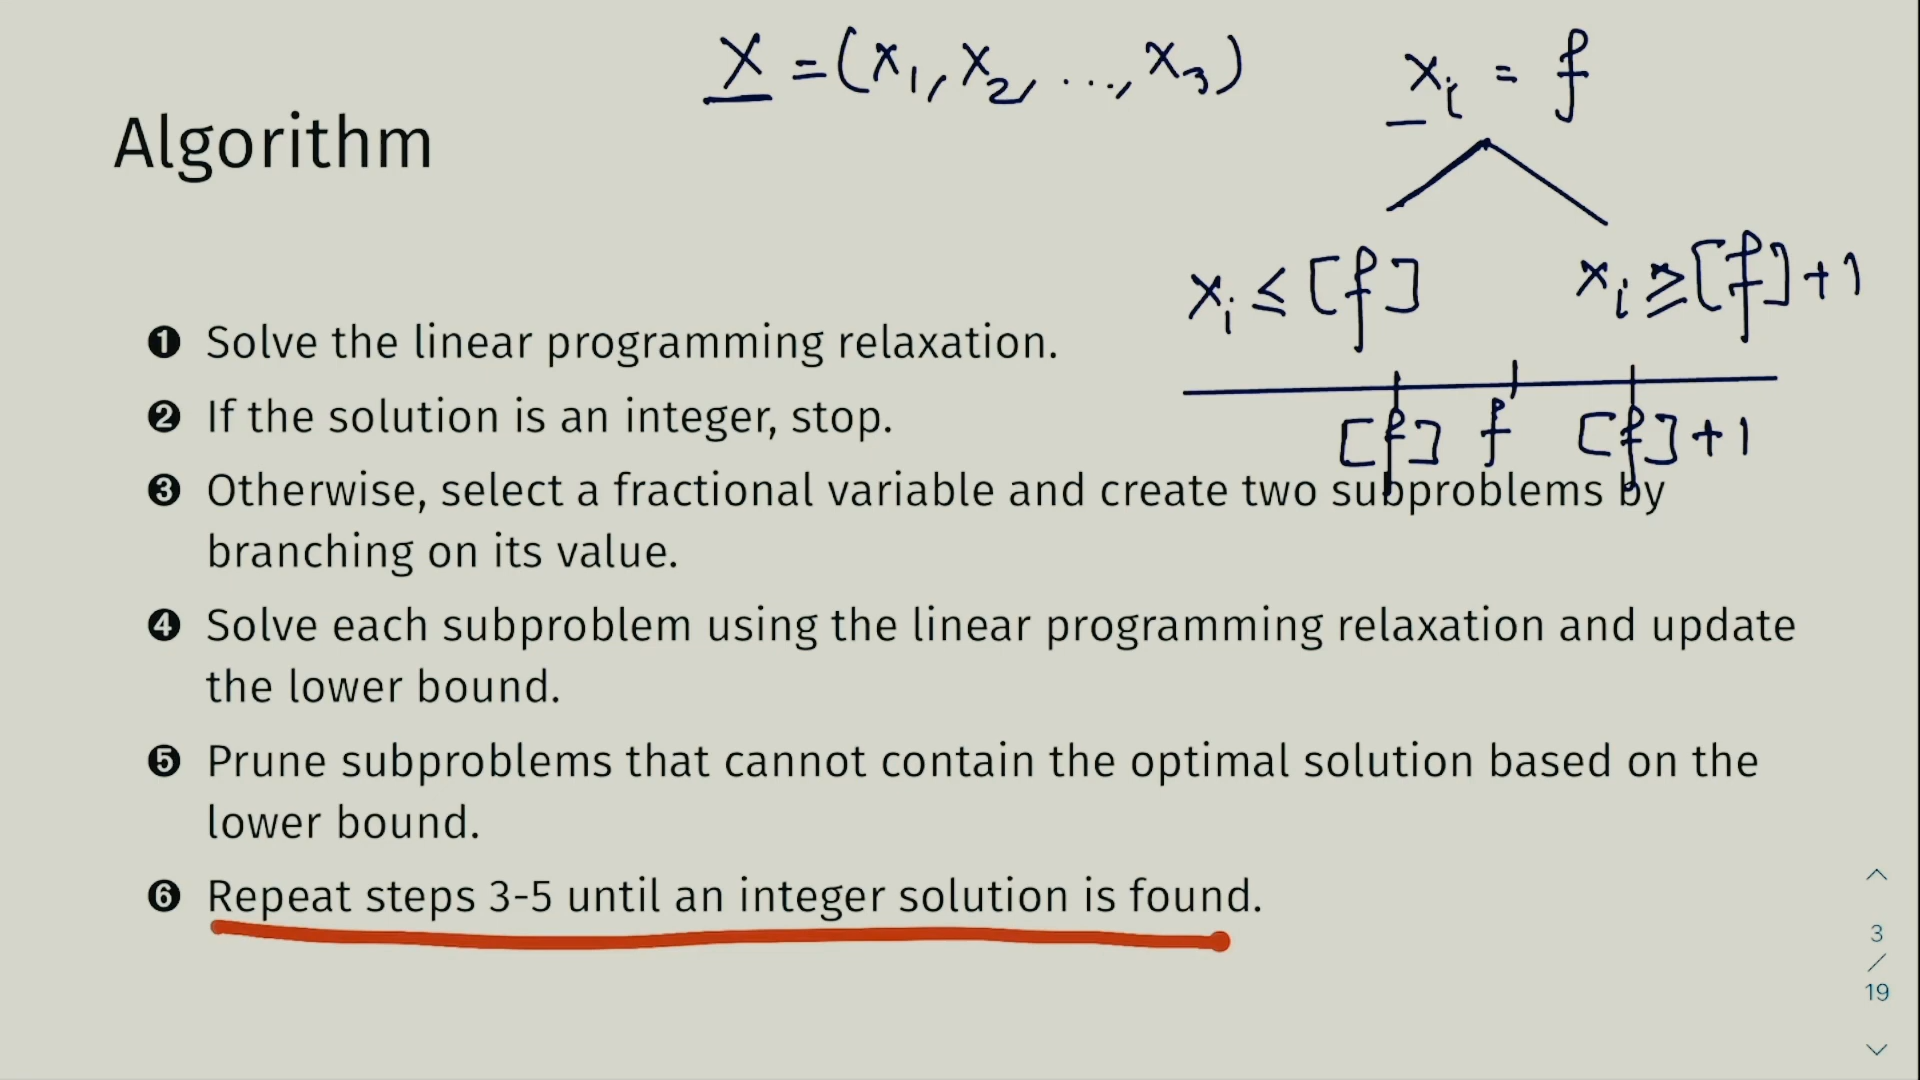 X = (x₁, x₂, ..., x₃)
xᵢ = f
Algorithm
xᵢ ≤ [f]
xᵢ ≥ [f]+1
[f] f [f]+1
❶ Solve the linear programming relaxation.
❷ If the solution is an integer, stop.
❸ Otherwise, select a fractional variable and create two subproblems by
branching on its value.
❹ Solve each subproblem using the linear programming relaxation and update
the lower bound.
❺ Prune subproblems that cannot contain the optimal solution based on the
lower bound.
❻ Repeat steps 3-5 until an integer solution is found.
3
/
19